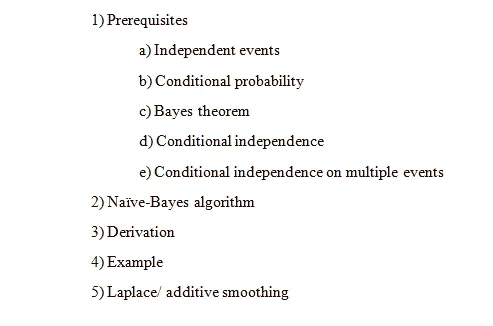 1) Prerequisites
a) Independent events
b) Conditional probability
c) Bayes theorem
d) Conditional independence
e) Conditional independence on multiple events
2) Naïve-Bayes algorithm
3) Derivation
4) Example
5) Laplace/ additive smoothing